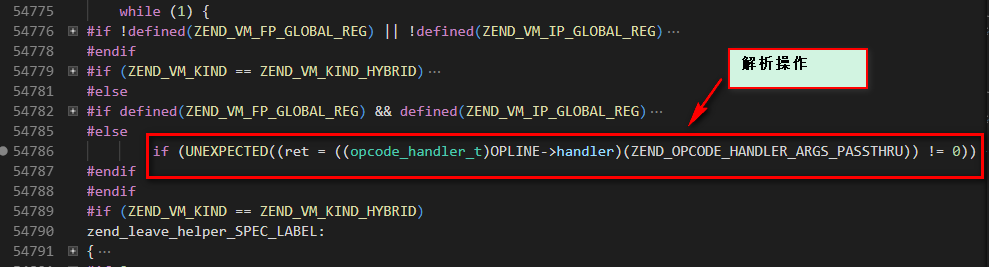 54775 while (1) {
54776 #if !defined(ZEND_VM_FP_GLOBAL_REG) || !defined(ZEND_VM_IP_GLOBAL_REG)···
54778 #endif
54779 #if (ZEND_VM_KIND == ZEND_VM_KIND_HYBRID)···
54781 #else
54782 #if defined(ZEND_VM_FP_GLOBAL_REG) && defined(ZEND_VM_IP_GLOBAL_REG)···
54785 #else
54786 if (UNEXPECTED((ret = ((opcode_handler_t)OPLINE->handler)(ZEND_OPCODE_HANDLER_ARGS_PASSTHRU)) != 0))
54787 #endif
54788 #endif
54789 #if (ZEND_VM_KIND == ZEND_VM_KIND_HYBRID)
54790 zend_leave_helper_SPEC_LABEL:
54791 {···
解析操作